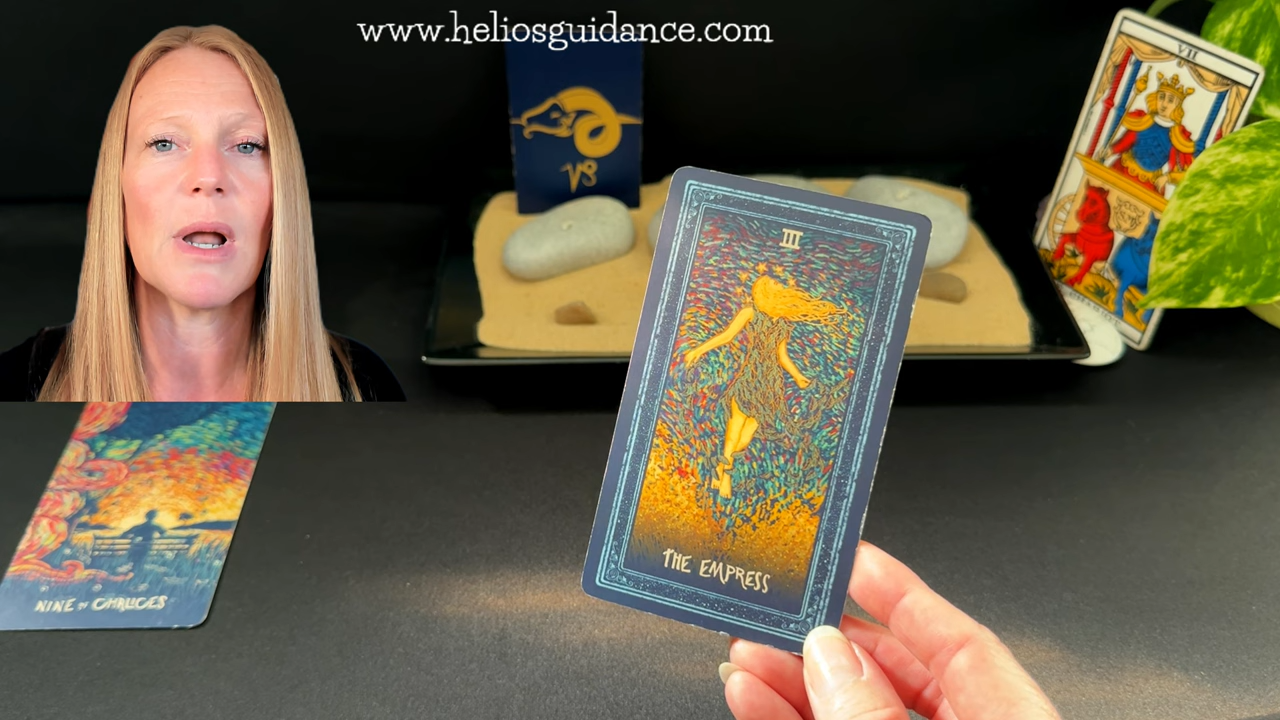 www.heliosguidance.com
VII
III
THE EMPRESS
NINE OF CHALICES